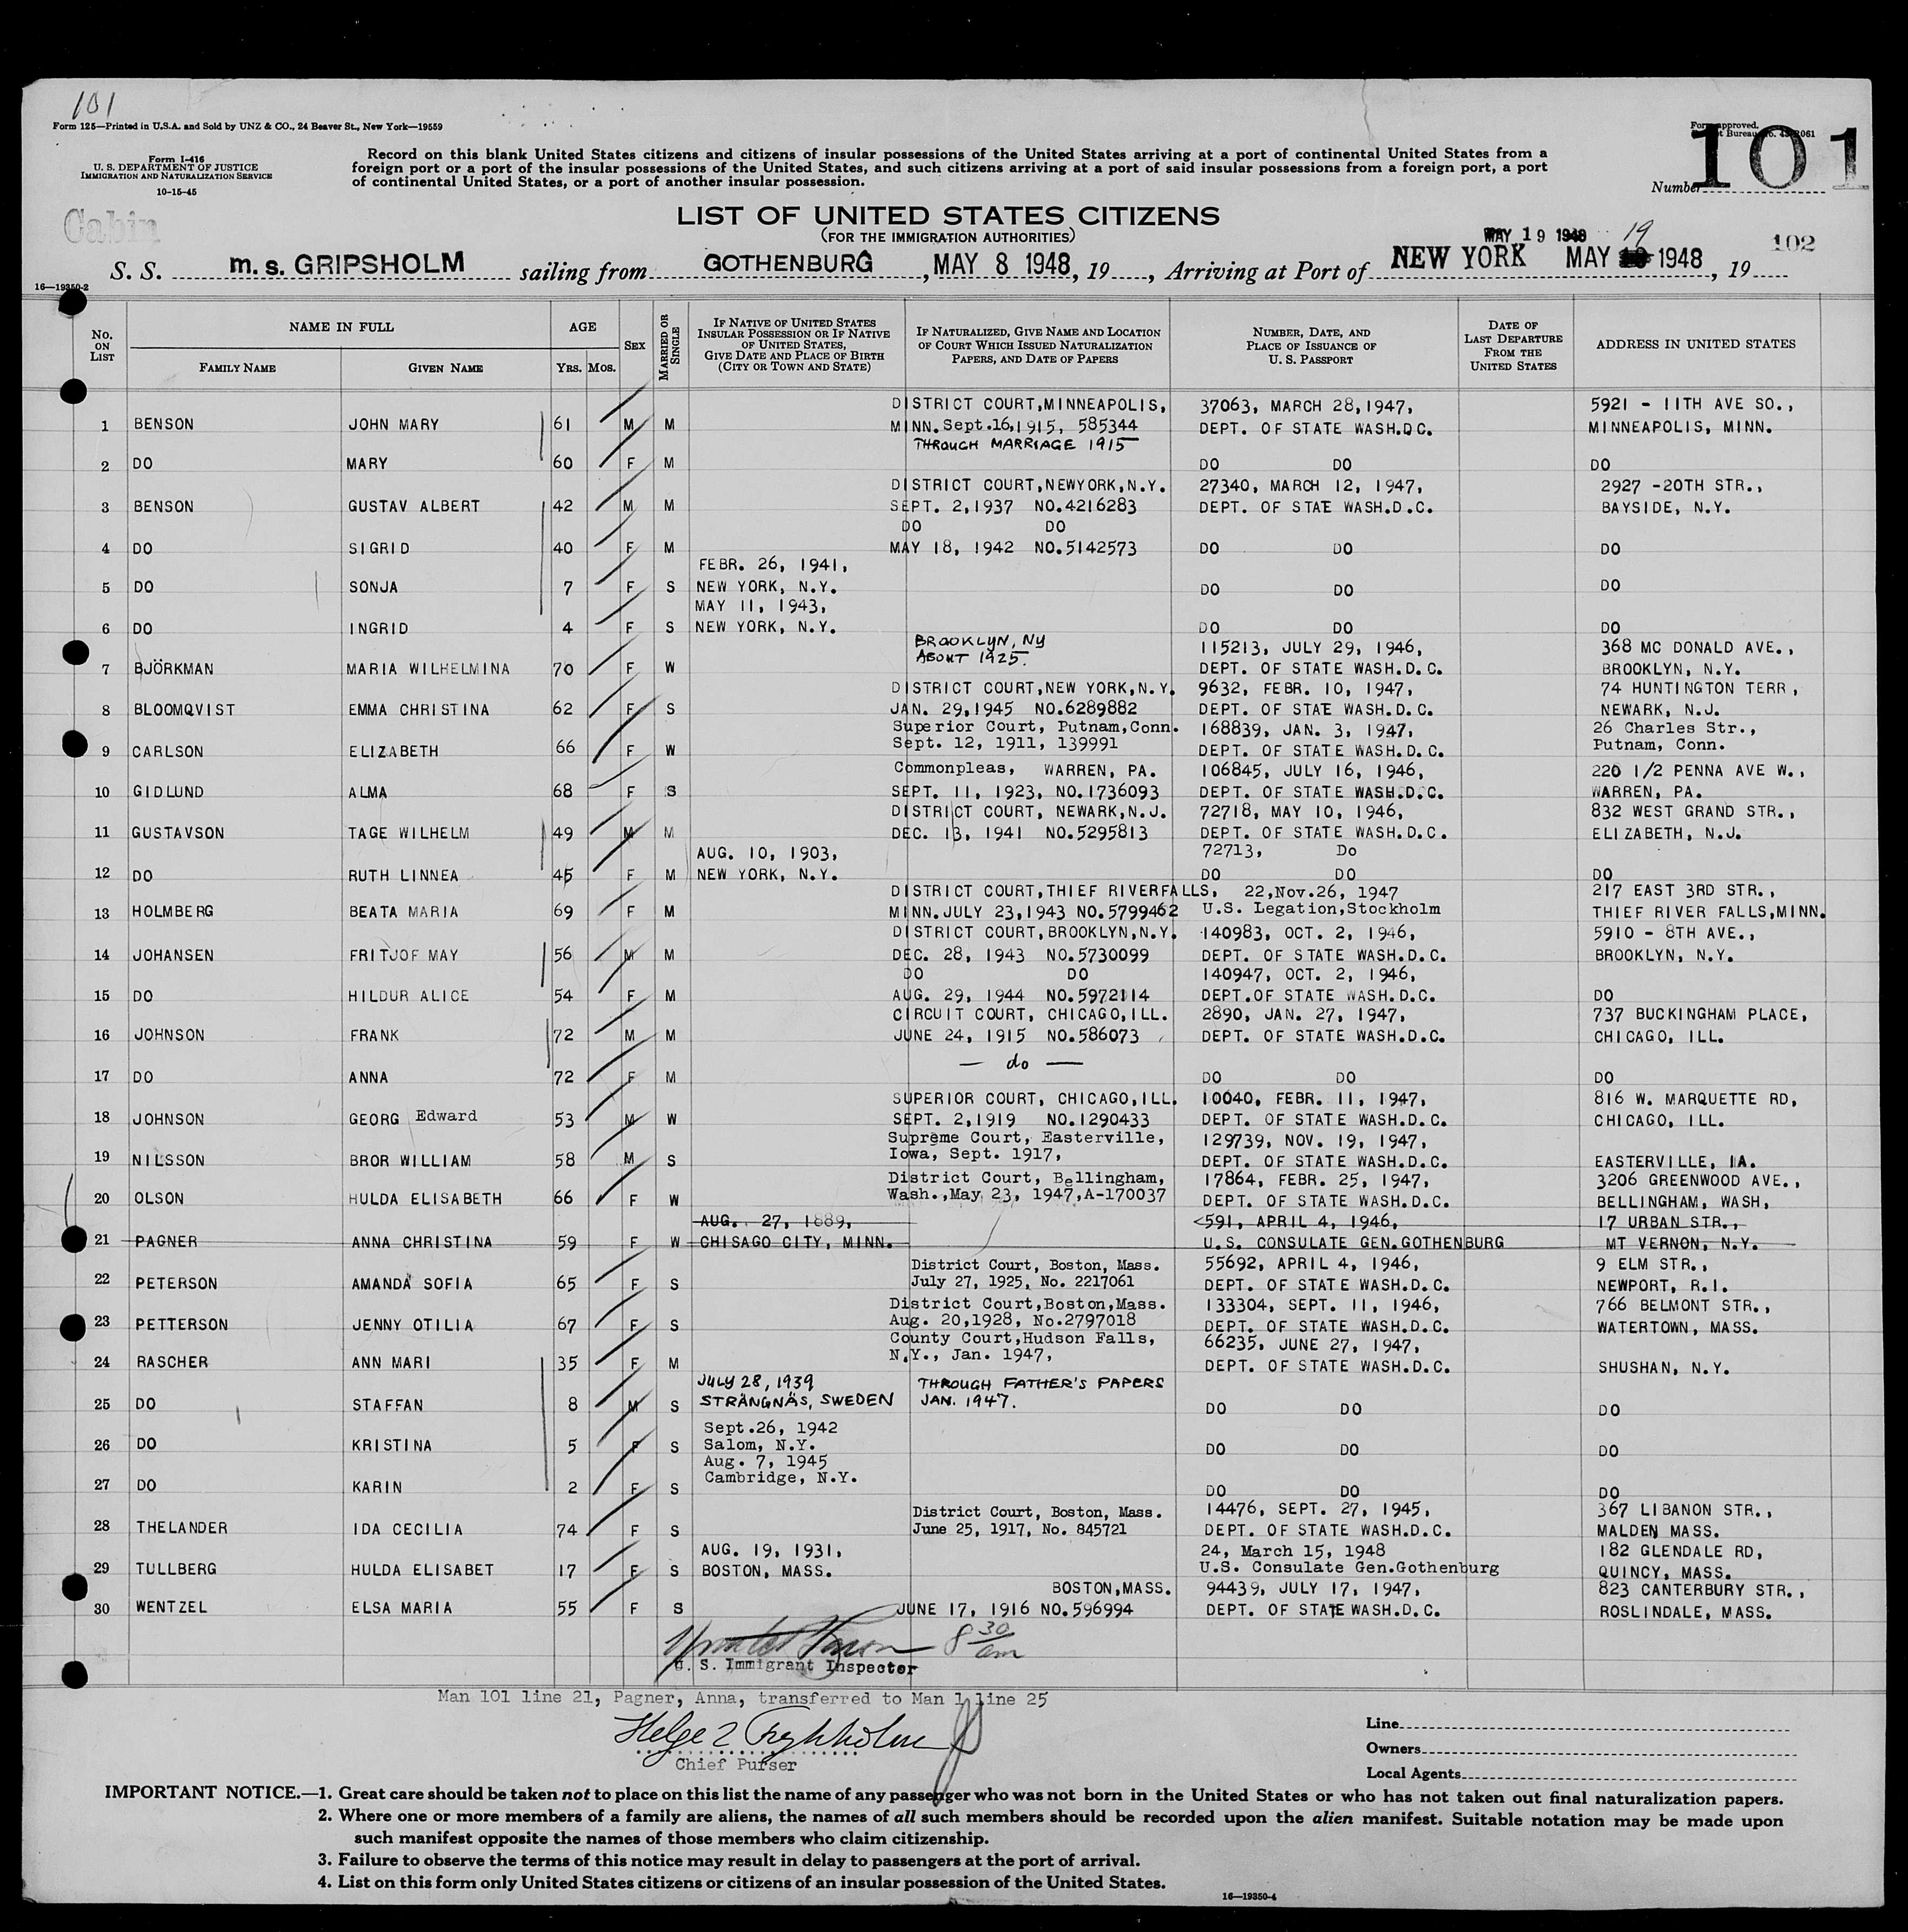 101
Form 125—Printed in U.S.A. and Sold by UNZ & CO., 24 Beaver St., New York—19559
Form approved.
Form I-416
U. S. DEPARTMENT OF JUSTICE
IMMIGRATION AND NATURALIZATION SERVICE
10-15-45
Record on this blank United States citizens and citizens of insular possessions of the United States arriving at a port of continental United States from a
foreign port or a port of the insular possessions of the United States, and such citizens arriving at a port of said insular possessions from a foreign port, a port
of continental United States, or a port of another insular possession.
Number 101
Cabin
LIST OF UNITED STATES CITIZENS
(FOR THE IMMIGRATION AUTHORITIES)
MAY 19 1948 19 102
S. S. m. s. GRIPSHOLM sailing from GOTHENBURG, MAY 8 1948, 19 , Arriving at Port of NEW YORK MAY 1948, 19
16—19350-2
No. ON LIST
NAME IN FULL
FAMILY NAME
GIVEN NAME
AGE
YRS. MOS.
SEX
MARRIED OR SINGLE
IF NATIVE OF UNITED STATES INSULAR POSSESSION OR IF NATIVE OF UNITED STATES, GIVE DATE AND PLACE OF BIRTH (CITY OR TOWN AND STATE)
IF NATURALIZED, GIVE NAME AND LOCATION OF COURT WHICH ISSUED NATURALIZATION PAPERS, AND DATE OF PAPERS
NUMBER, DATE, AND PLACE OF ISSUANCE OF U. S. PASSPORT
DATE OF LAST DEPARTURE FROM THE UNITED STATES
ADDRESS IN UNITED STATES
DISTRICT COURT,MINNEAPOLIS, 37063, MARCH 28,1947, 5921 - 11TH AVE SO.,
1 BENSON JOHN MARY 61 M M MINN.Sept.16,1915, 585344 DEPT. OF STATE WASH.D.C. MINNEAPOLIS, MINN.
THROUGH MARRIAGE 1915
2 DO MARY 60 F M DO DO DO
DISTRICT COURT,NEWYORK,N.Y. 27340, MARCH 12, 1947, 2927 -20TH STR.,
3 BENSON GUSTAV ALBERT 42 M M SEPT. 2,1937 NO.4216283 DEPT. OF STATE WASH.D.C. BAYSIDE, N.Y.
DO DO
4 DO SIGRID 40 F M MAY 18, 1942 NO.5142573 DO DO DO
FEBR. 26, 1941,
5 DO SONJA 7 F S NEW YORK, N.Y. DO DO DO
MAY 11, 1943,
6 DO INGRID 4 F S NEW YORK, N.Y. DO DO DO
BROOKLYN, NY 115213, JULY 29, 1946, 368 MC DONALD AVE.,
7 BJÖRKMAN MARIA WILHELMINA 70 F W ABOUT 1925. DEPT. OF STATE WASH.D.C. BROOKLYN, N.Y.
DISTRICT COURT,NEW YORK,N.Y. 9632, FEBR. 10, 1947, 74 HUNTINGTON TERR,
8 BLOOMQVIST EMMA CHRISTINA 62 F S JAN. 29,1945 NO.6289882 DEPT. OF STATE WASH.D.C. NEWARK, N.J.
Superior Court, Putnam,Conn. 168839, JAN. 3, 1947, 26 Charles Str.,
9 CARLSON ELIZABETH 66 F W Sept. 12, 1911, 139991 DEPT. OF STATE WASH.D.C. Putnam, Conn.
Commonpleas, WARREN, PA. 106845, JULY 16, 1946, 220 1/2 PENNA AVE W.,
10 GIDLUND ALMA 68 F S SEPT. 11, 1923, NO.1736093 DEPT. OF STATE WASH.D.C. WARREN, PA.
DISTRICT COURT, NEWARK,N.J. 72718, MAY 10, 1946, 832 WEST GRAND STR.,
11 GUSTAVSON TAGE WILHELM 49 M M DEC. 13, 1941 NO.5295813 DEPT. OF STATE WASH.D.C. ELIZABETH, N.J.
AUG. 10, 1903, 72713, Do
12 DO RUTH LINNEA 45 F M NEW YORK, N.Y. DO DO DO
DISTRICT COURT,THIEF RIVERFALLS, 22,Nov.26, 1947 217 EAST 3RD STR.,
13 HOLMBERG BEATA MARIA 69 F M MINN.JULY 23,1943 NO.5799462 U.S. Legation,Stockholm THIEF RIVER FALLS,MINN.
DISTRICT COURT,BROOKLYN,N.Y. 140983, OCT. 2, 1946, 5910 - 8TH AVE.,
14 JOHANSEN FRITJOF MAY 56 M M DEC. 28, 1943 NO.5730099 DEPT. OF STATE WASH.D.C. BROOKLYN, N.Y.
DO DO 140947, OCT. 2, 1946,
15 DO HILDUR ALICE 54 F M AUG. 29, 1944 NO.5972114 DEPT.OF STATE WASH.D.C. DO
CIRCUIT COURT, CHICAGO,ILL. 2890, JAN. 27, 1947, 737 BUCKINGHAM PLACE,
16 JOHNSON FRANK 72 M M JUNE 24, 1915 NO.586073 DEPT. OF STATE WASH.D.C. CHICAGO, ILL.
— do —
17 DO ANNA 72 F M DO DO DO
SUPERIOR COURT, CHICAGO,ILL. 10040, FEBR. 11, 1947, 816 W. MARQUETTE RD,
18 JOHNSON GEORG Edward 53 M W SEPT. 2,1919 NO.1290433 DEPT. OF STATE WASH.D.C. CHICAGO, ILL.
Supreme Court, Easterville, 129739, NOV. 19, 1947,
19 NILSSON BROR WILLIAM 58 M S Iowa, Sept. 1917, DEPT. OF STATE WASH.D.C. EASTERVILLE, IA.
District Court, Bellingham, 17864, FEBR. 25, 1947, 3206 GREENWOOD AVE.,
20 OLSON HULDA ELISABETH 66 F W Wash.,May 23, 1947,A-170037 DEPT. OF STATE WASH.D.C. BELLINGHAM, WASH,
AUG. 27, 1889, 591, APRIL 4, 1946, 17 URBAN STR.,
21 PAGNER ANNA CHRISTINA 59 F W CHISAGO CITY, MINN. U.S. CONSULATE GEN.GOTHENBURG MT VERNON, N.Y.
District Court, Boston, Mass. 55692, APRIL 4, 1946, 9 ELM STR.,
22 PETERSON AMANDA SOFIA 65 F S July 27, 1925, No. 2217061 DEPT. OF STATE WASH.D.C. NEWPORT, R.I.
District Court,Boston,Mass. 133304, SEPT. 11, 1946, 766 BELMONT STR.,
23 PETTERSON JENNY OTILIA 67 F S Aug. 20,1928, No.2797018 DEPT. OF STATE WASH.D.C. WATERTOWN, MASS.
County Court,Hudson Falls, 66235, JUNE 27, 1947,
24 RASCHER ANN MARI 35 F M N.Y., Jan. 1947, DEPT. OF STATE WASH.D.C. SHUSHAN, N.Y.
JULY 28, 1939 THROUGH FATHER'S PAPERS
25 DO STAFFAN 8 M S STRÄNGNÄS, SWEDEN JAN. 1947. DO DO DO
Sept.26, 1942
26 DO KRISTINA 5 F S Salom, N.Y. DO DO DO
Aug. 7, 1945
27 DO KARIN 2 F S Cambridge, N.Y. DO DO DO
District Court, Boston, Mass. 14476, SEPT. 27, 1945, 367 LIBANON STR.,
28 THELANDER IDA CECILIA 74 F S June 25, 1917, No. 845721 DEPT. OF STATE WASH.D.C. MALDEN MASS.
AUG. 19, 1931, 24, March 15, 1948 182 GLENDALE RD,
29 TULLBERG HULDA ELISABET 17 F S BOSTON, MASS. U.S. Consulate Gen.Gothenburg QUINCY, MASS.
BOSTON,MASS. 94439, JULY 17, 1947, 823 CANTERBURY STR.,
30 WENTZEL ELSA MARIA 55 F S JUNE 17, 1916 NO.596994 DEPT. OF STATE WASH.D.C. ROSLINDALE, MASS.
8 30 am
U. S. Immigrant Inspector
Man 101 line 21, Pagner, Anna, transferred to Man 1 line 25
Helge
Chief Purser
Line
Owners
Local Agents
IMPORTANT NOTICE.—1. Great care should be taken not to place on this list the name of any passenger who was not born in the United States or who has not taken out final naturalization papers.
2. Where one or more members of a family are aliens, the names of all such members should be recorded upon the alien manifest. Suitable notation may be made upon
such manifest opposite the names of those members who claim citizenship.
3. Failure to observe the terms of this notice may result in delay to passengers at the port of arrival.
4. List on this form only United States citizens or citizens of an insular possession of the United States.
16—19350-4